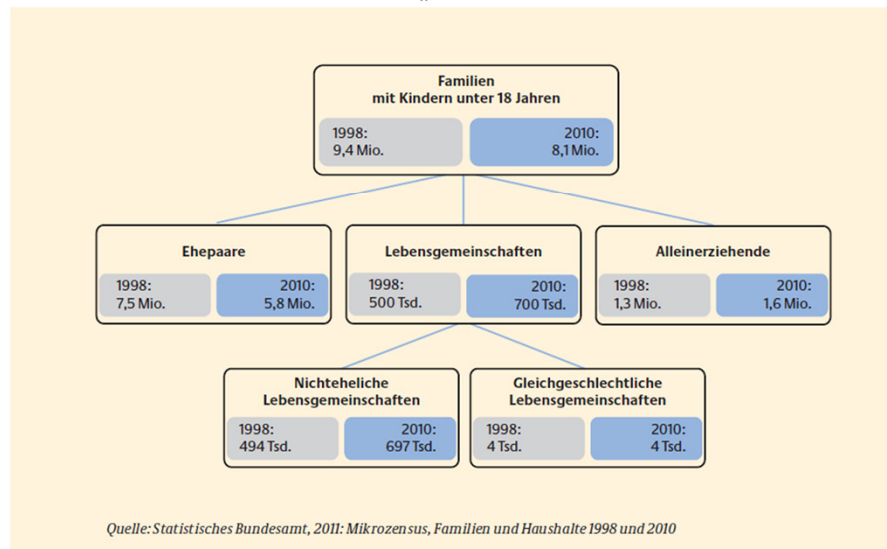 Familien
mit Kindern unter 18 Jahren
1998:
9,4 Mio.
2010:
8,1 Mio.
Ehepaare
1998:
7,5 Mio.
2010:
5,8 Mio.
Lebensgemeinschaften
1998:
500 Tsd.
2010:
700 Tsd.
Alleinerziehende
1998:
1,3 Mio.
2010:
1,6 Mio.
Nichteheliche
Lebensgemeinschaften
1998:
494 Tsd.
2010:
697 Tsd.
Gleichgeschlechtliche
Lebensgemeinschaften
1998:
4 Tsd.
2010:
4 Tsd.
Quelle: Statistisches Bundesamt, 2011: Mikrozensus, Familien und Haushalte 1998 und 2010